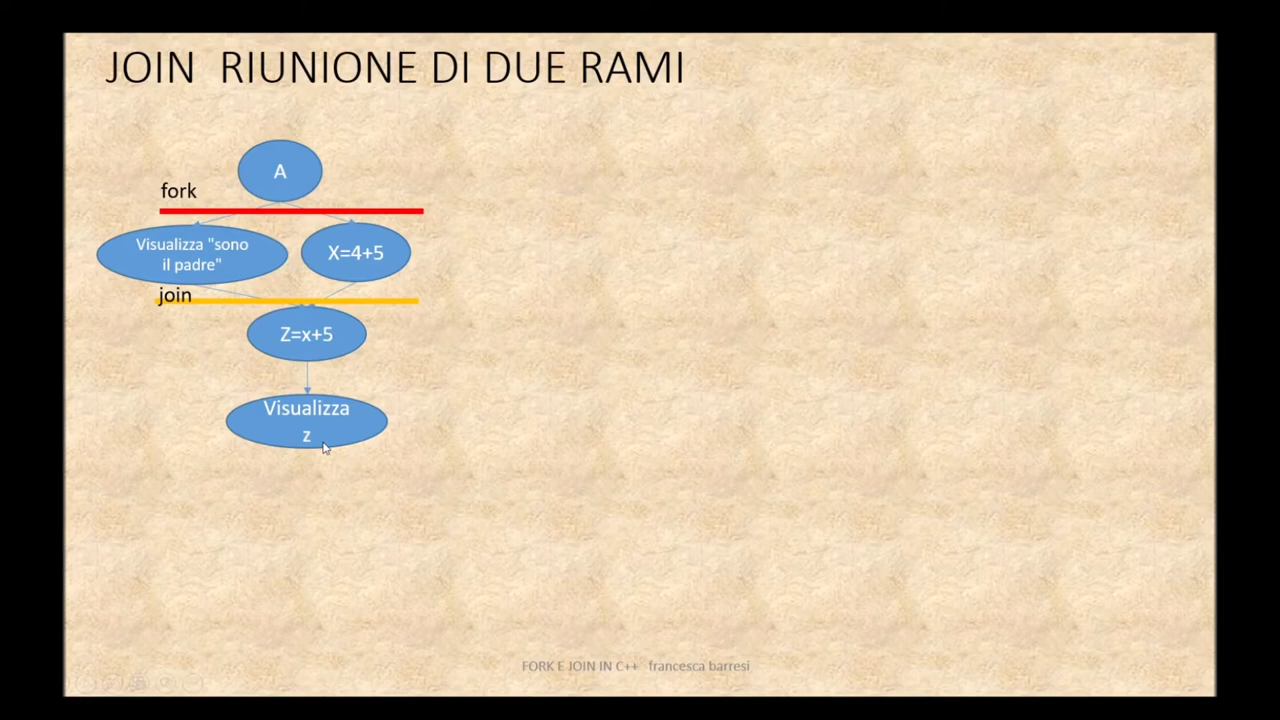 JOIN RIUNIONE DI DUE RAMI
A
fork
Visualizza "sono
il padre"
X=4+5
join
Z=x+5
Visualizza
z
FORK E JOIN IN C++ francesca barresi